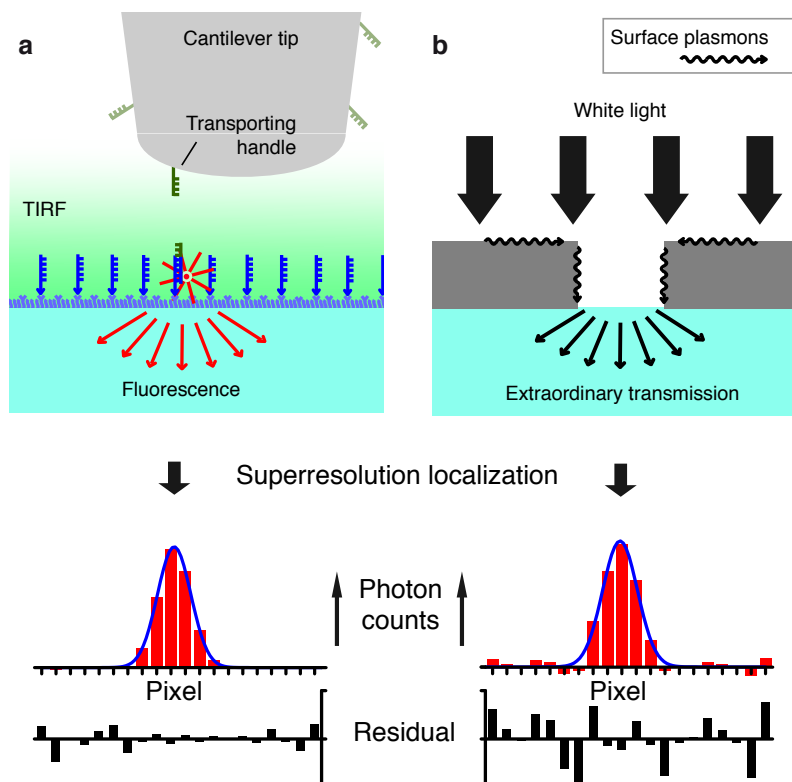 a
Cantilever tip
Transporting
handle
TIRF
Fluorescence
b
Surface plasmons
White light
Extraordinary transmission
Superresolution localization
Photon
counts
Pixel
Pixel
Residual